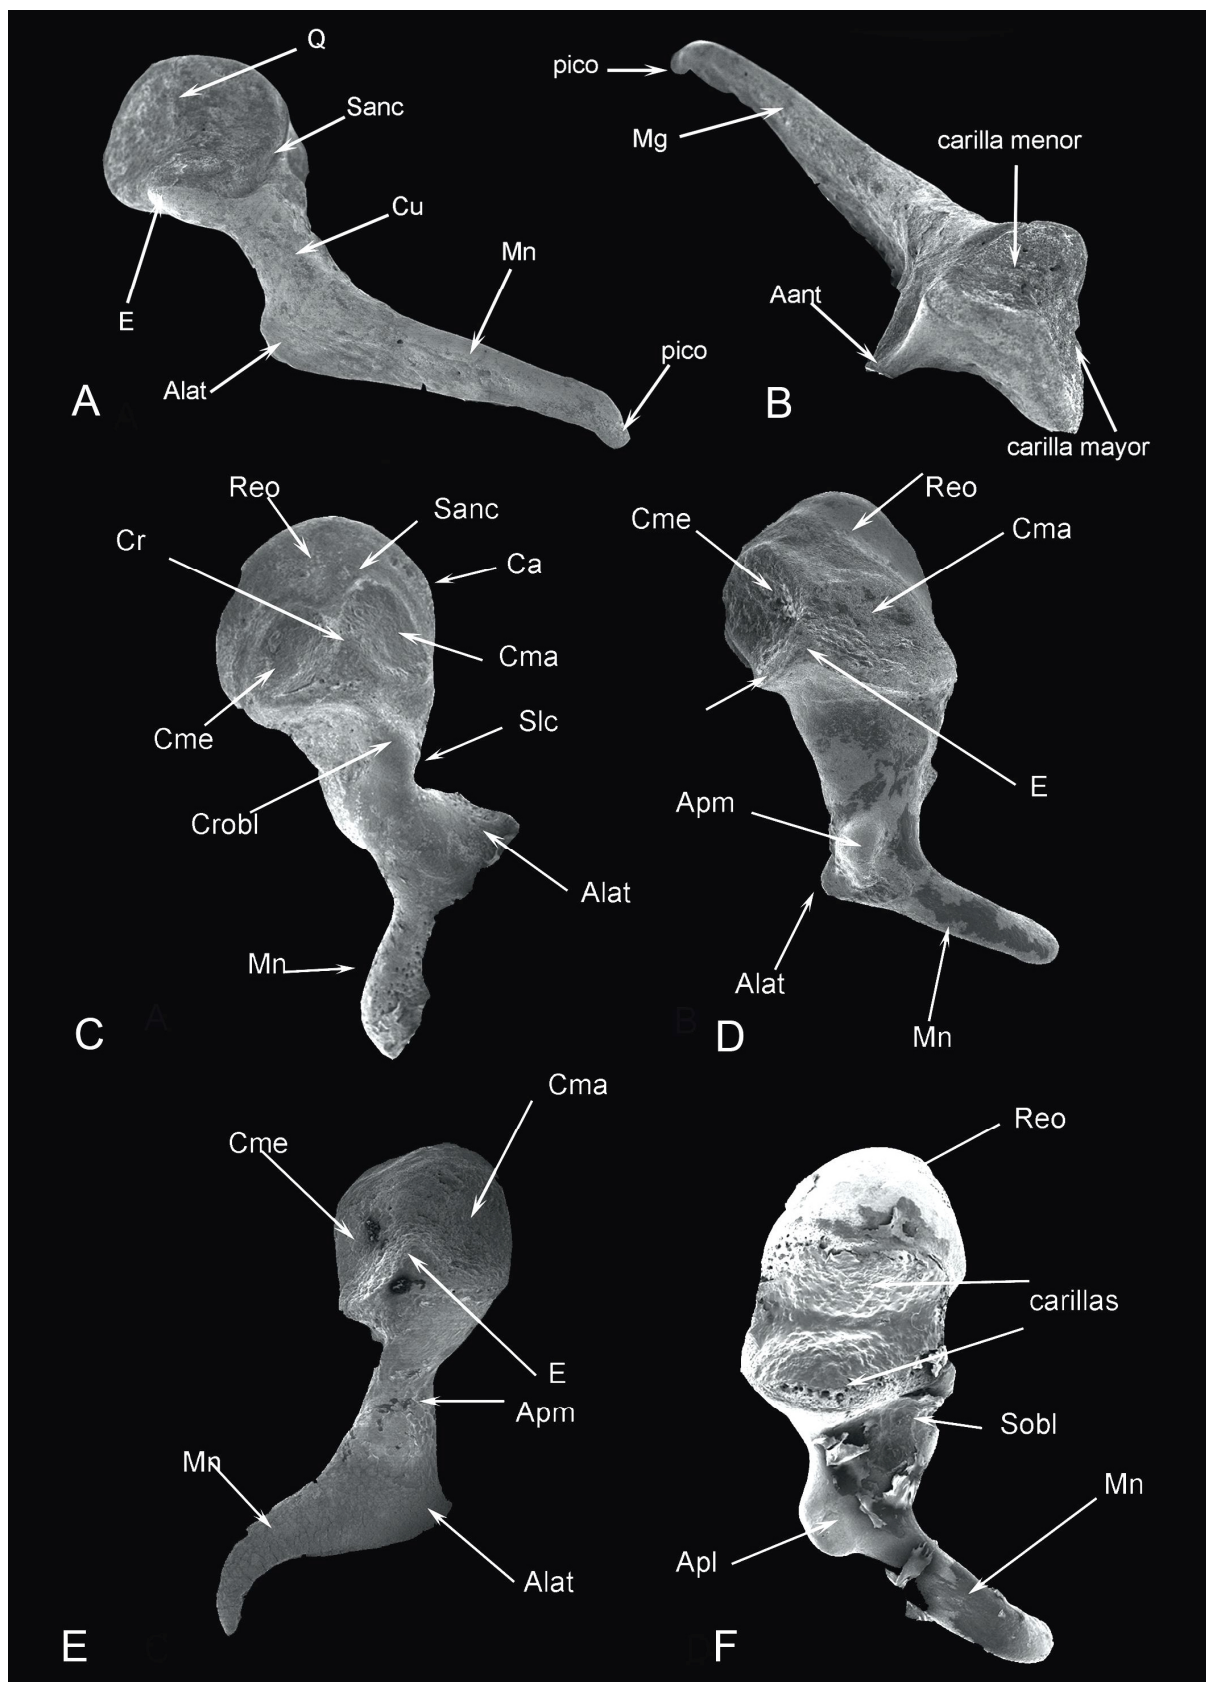 Q
Sanc
Cu
Mn
E
Alat
pico
A
pico
Mg
carilla menor
Aant
carilla mayor
B
Reo
Sanc
Cr
Ca
Cma
Cme
Slc
Crobl
Alat
Mn
C
A
Reo
Cme
Cma
E
Apm
Alat
Mn
B
D
Cma
Cme
E
Apm
Mn
Alat
E
C
Reo
carillas
Sobl
Mn
Apl
D
F